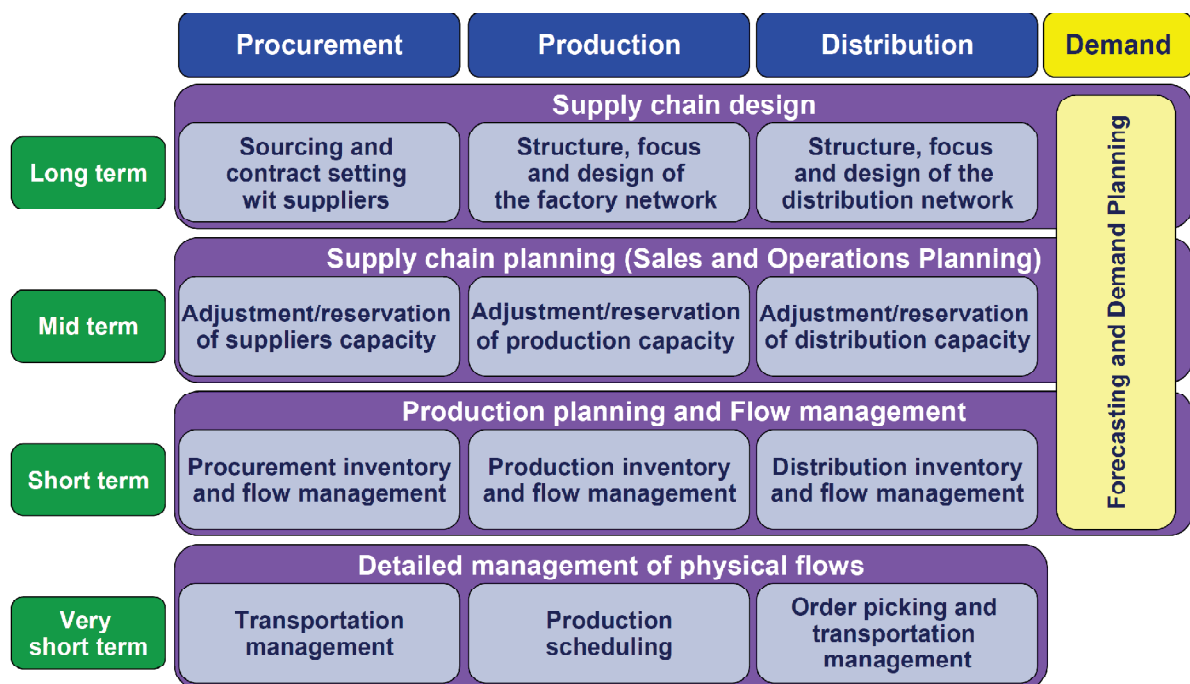 Procurement
Production
Distribution
Demand
Supply chain design
Long term
Sourcing and
contract setting
wit suppliers
Structure, focus
and design of
the factory network
Structure, focus
and design of the
distribution network
Forecasting and Demand Planning
Supply chain planning (Sales and Operations Planning)
Mid term
Adjustment/reservation
of suppliers capacity
Adjustment/reservation
of production capacity
Adjustment/reservation
of distribution capacity
Production planning and Flow management
Short term
Procurement inventory
and flow management
Production inventory
and flow management
Distribution inventory
and flow management
Detailed management of physical flows
Very
short term
Transportation
management
Production
scheduling
Order picking and
transportation
management